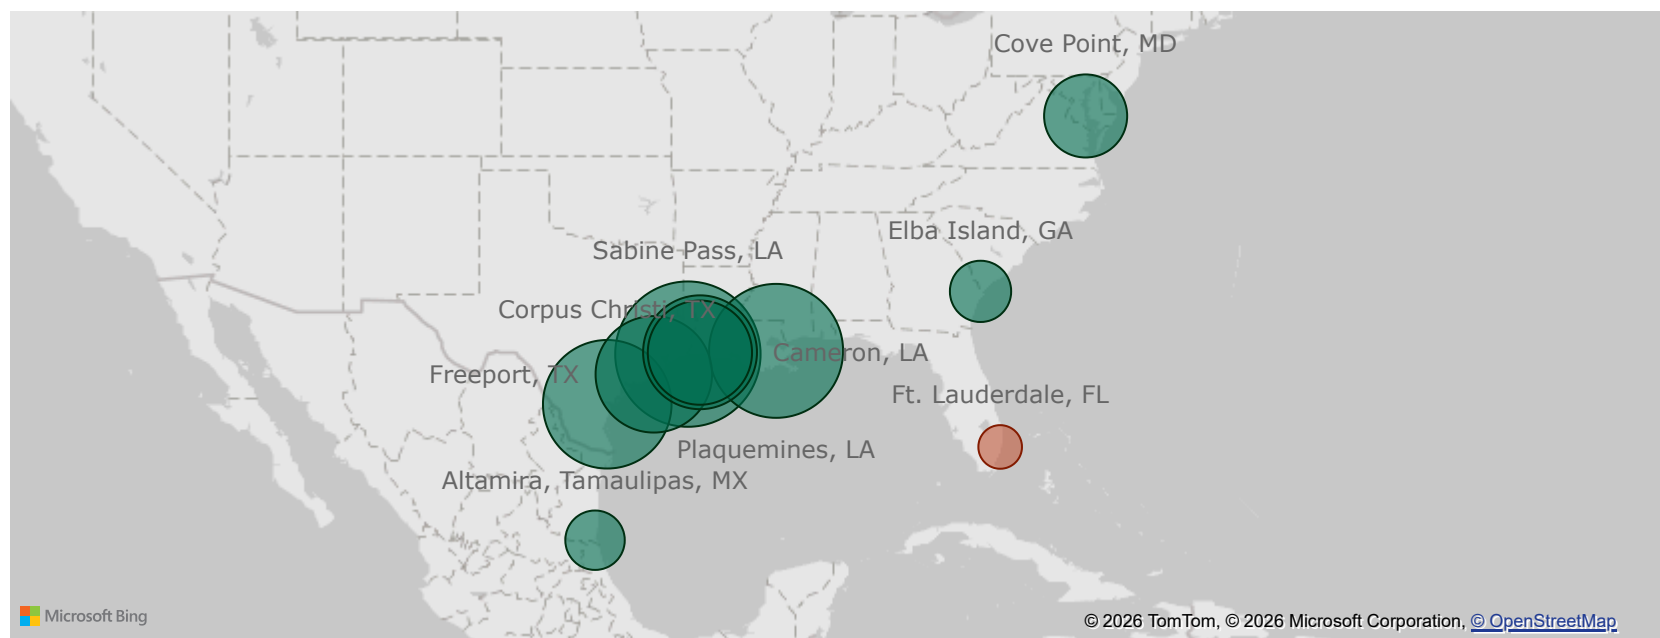 Cove Point, MD
Elba Island, GA
Sabine Pass, LA
Corpus Christi, TX
Cameron, LA
Freeport, TX
Ft. Lauderdale, FL
Plaquemines, LA
Altamira, Tamaulipas, MX
Microsoft Bing
© 2026 TomTom, © 2026 Microsoft Corporation, © OpenStreetMap